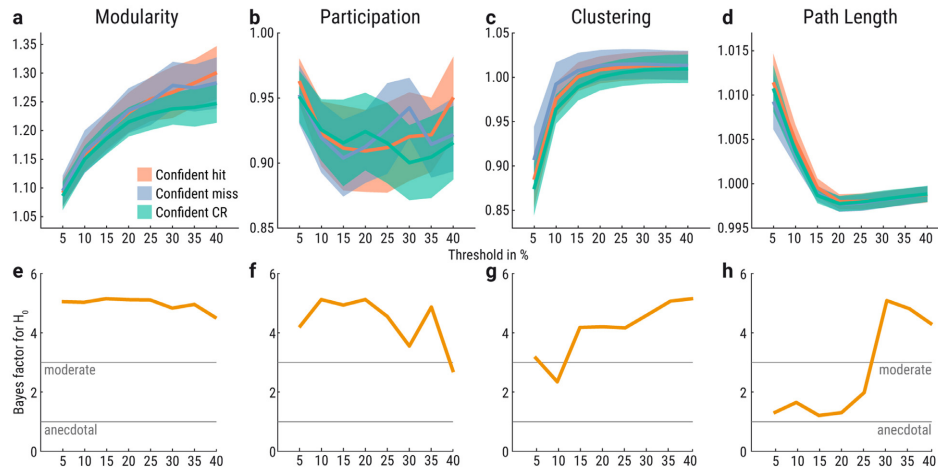 a Modularity b Participation c Clustering d Path Length
1.35 1.00 1.05 1.015
1.30
1.25 0.95 1.00 1.010
1.20 0.95
1.15 0.90 1.005
1.10 Confident hit 0.90
Confident miss 1.000
1.05 Confident CR 0.85 0.85 0.995
5 10 15 20 25 30 35 40 5 10 15 20 25 30 35 40 5 10 15 20 25 30 35 40 5 10 15 20 25 30 35 40
Threshold in %
e f g h
6 6 6 6
4 4 4 4
moderate moderate
2 2 2 2
anecdotal anecdotal
0 0 0 0
5 10 15 20 25 30 35 40 5 10 15 20 25 30 35 40 5 10 15 20 25 30 35 40 5 10 15 20 25 30 35 40
Bayes factor for H₀